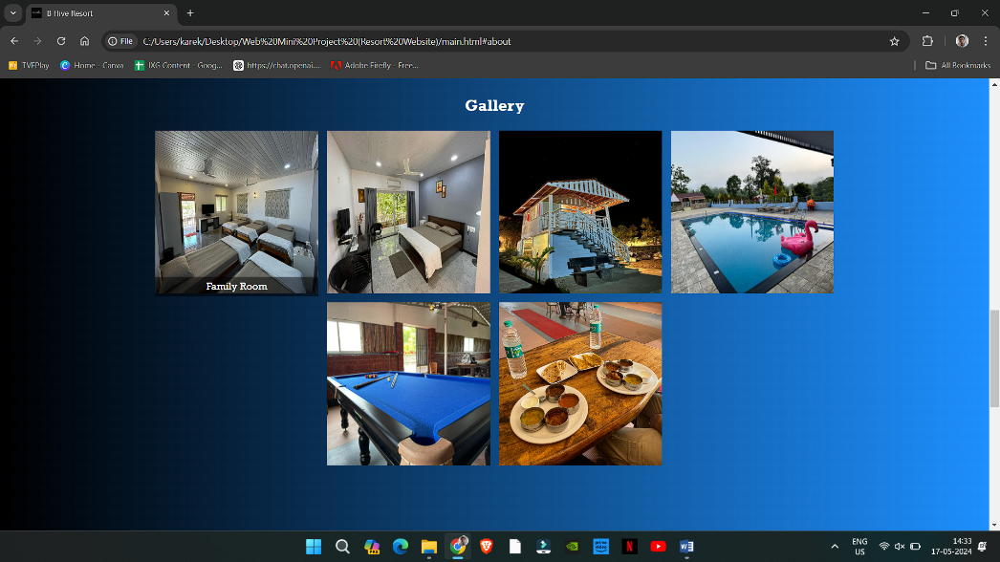 B Hive Resort
File
C:/Users/karek/Desktop/Web%20Mini%20Project%20(Resort%20Website)/main.html#about
TVFPlay
Home - Canva
IXG Content - Goog...
https://chat.openai....
Adobe Firefly - Free...
All Bookmarks
Gallery
Family Room
ENG
US
14:33
17-05-2024